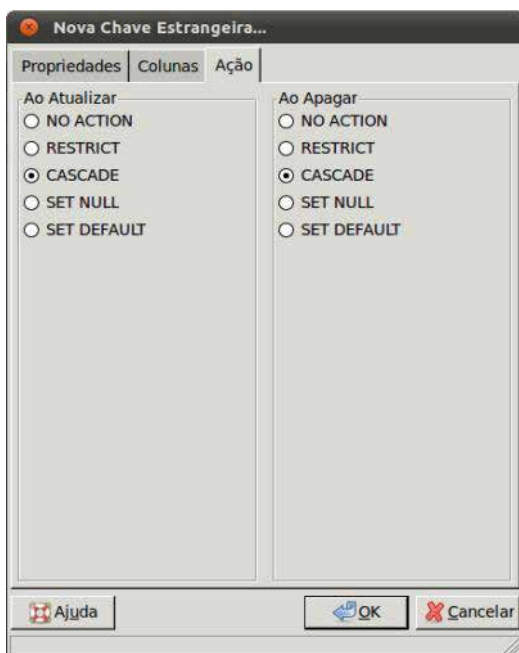 Nova Chave Estrangeira...
Propriedades Colunas Ação
Ao Atualizar
NO ACTION
RESTRICT
CASCADE
SET NULL
SET DEFAULT
Ao Apagar
NO ACTION
RESTRICT
CASCADE
SET NULL
SET DEFAULT
Ajuda OK Cancelar